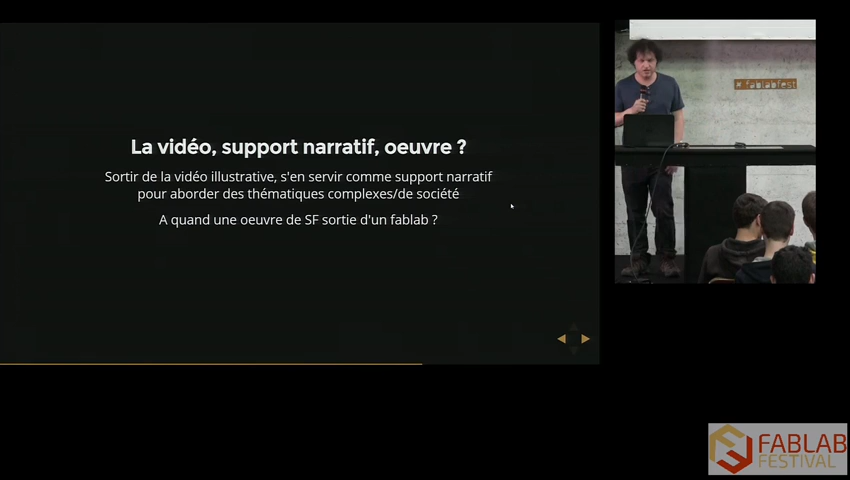 La vidéo, support narratif, oeuvre ?
Sortir de la vidéo illustrative, s'en servir comme support narratif
pour aborder des thématiques complexes/de société
A quand une oeuvre de SF sortie d'un fablab ?
FABLAB
FESTIVAL